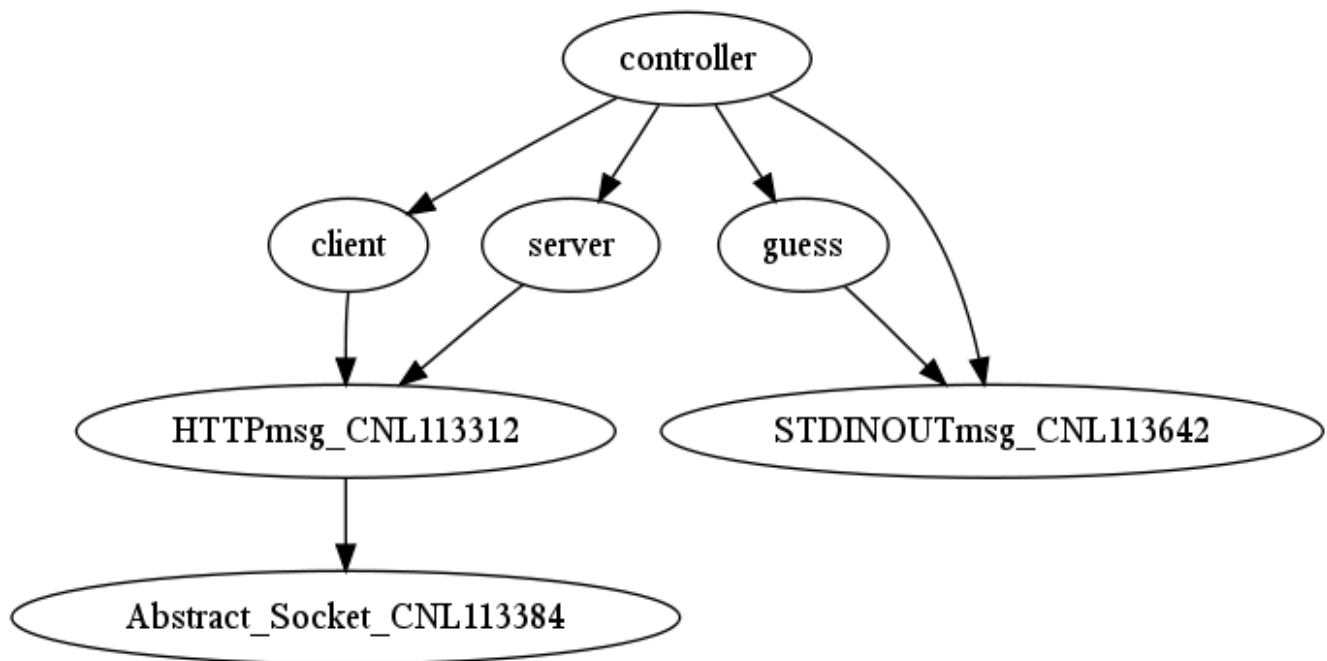 controller
client
server
guess
HTTPmsg_CNL113312
STDINOUTmsg_CNL113642
Abstract_Socket_CNL113384